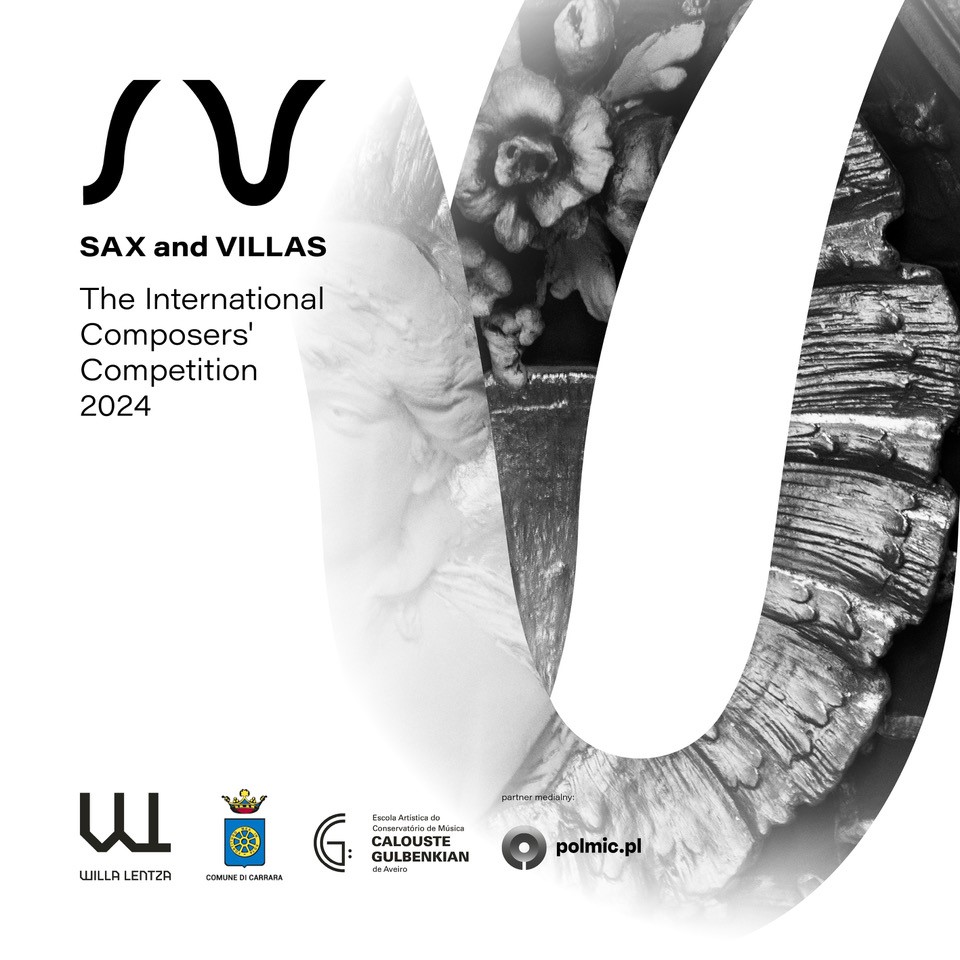 SAX and VILLAS
The International
Composers'
Competition
2024
partner medialny:
WILLA LENTZA
COMUNE DI CARRARA
Escola Artística do
Conservatório de Música
CALOUSTE
GULBENKIAN
de Aveiro
polmic.pl